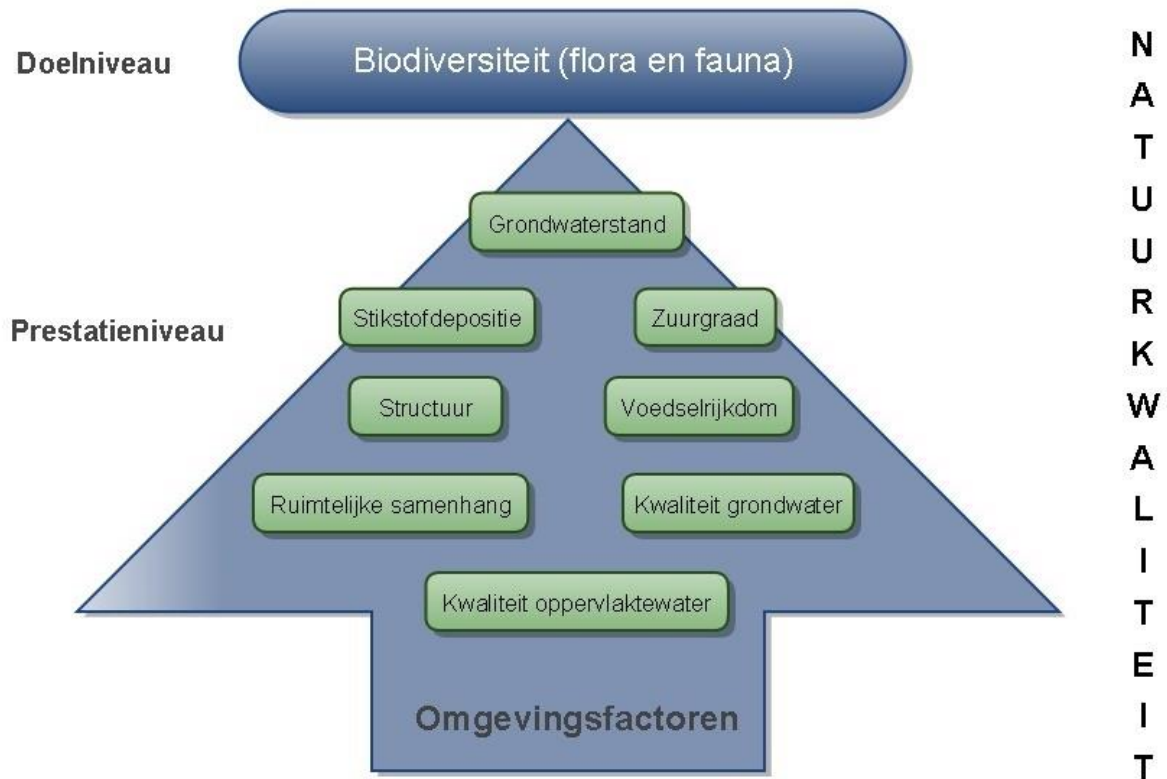 Doelniveau
Biodiversiteit (flora en fauna)
Grondwaterstand
Prestatieniveau
Stikstofdepositie
Zuurgraad
Structuur
Voedselrijkdom
Ruimtelijke samenhang
Kwaliteit grondwater
Kwaliteit oppervlaktewater
Omgevingsfactoren
N
A
T
U
U
R
K
W
A
L
I
T
E
I
T